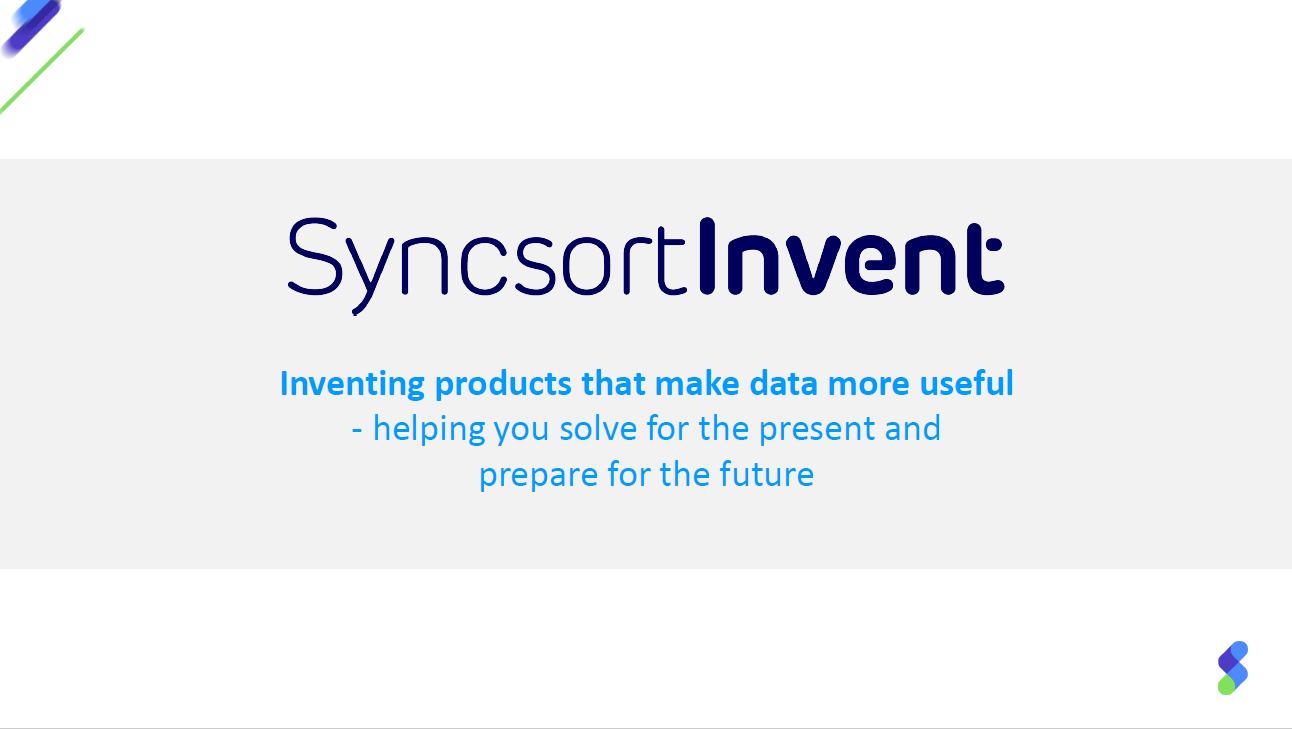 SyncsortInvent
Inventing products that make data more useful
- helping you solve for the present and
prepare for the future